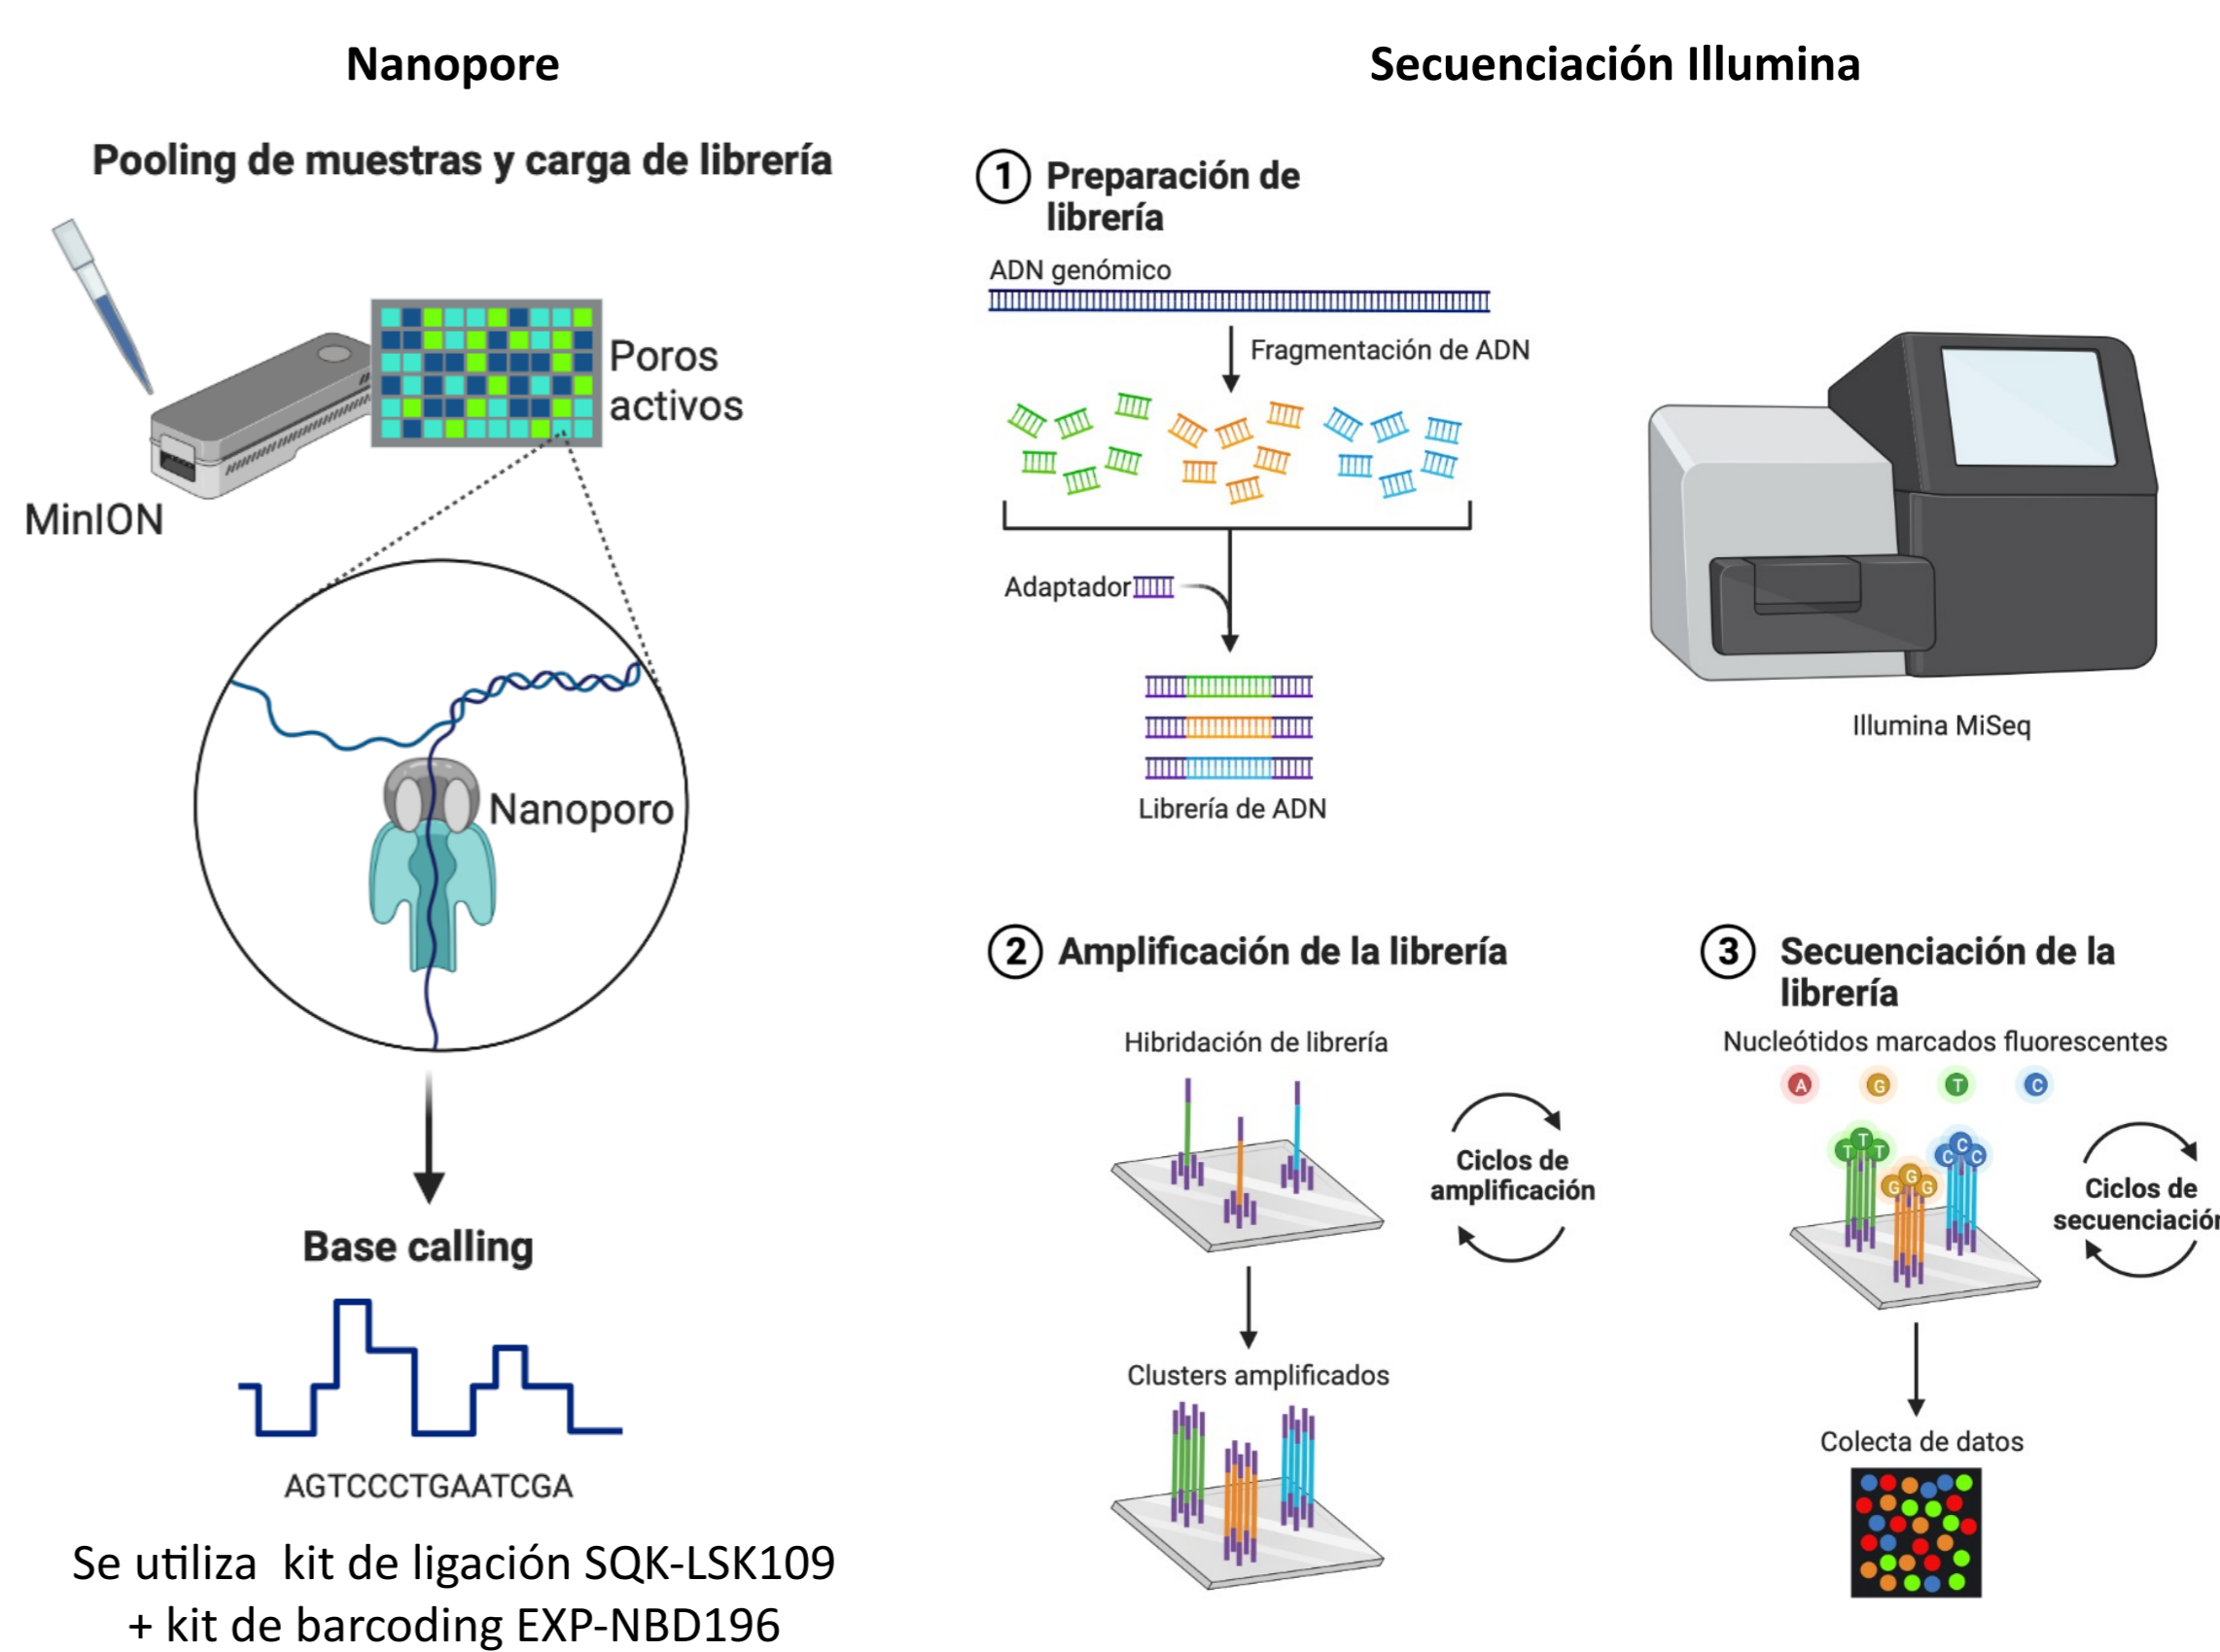 Nanopore
Pooling de muestras y carga de librería
Poros
activos
MinION
Nanoporo
Base calling
AGTCCCTGAATCGA
Se utiliza kit de ligación SQK-LSK109
+ kit de barcoding EXP-NBD196
Secuenciación Illumina
1 Preparación de
librería
ADN genómico
Fragmentación de ADN
Adaptador
Librería de ADN
Illumina MiSeq
2 Amplificación de la librería
Hibridación de librería
Ciclos de
amplificación
Clusters amplificados
3 Secuenciación de la
librería
Nucleótidos marcados fluorescentes
A G T C
T T T
G G G
C C C
Ciclos de
secuenciación
Colecta de datos